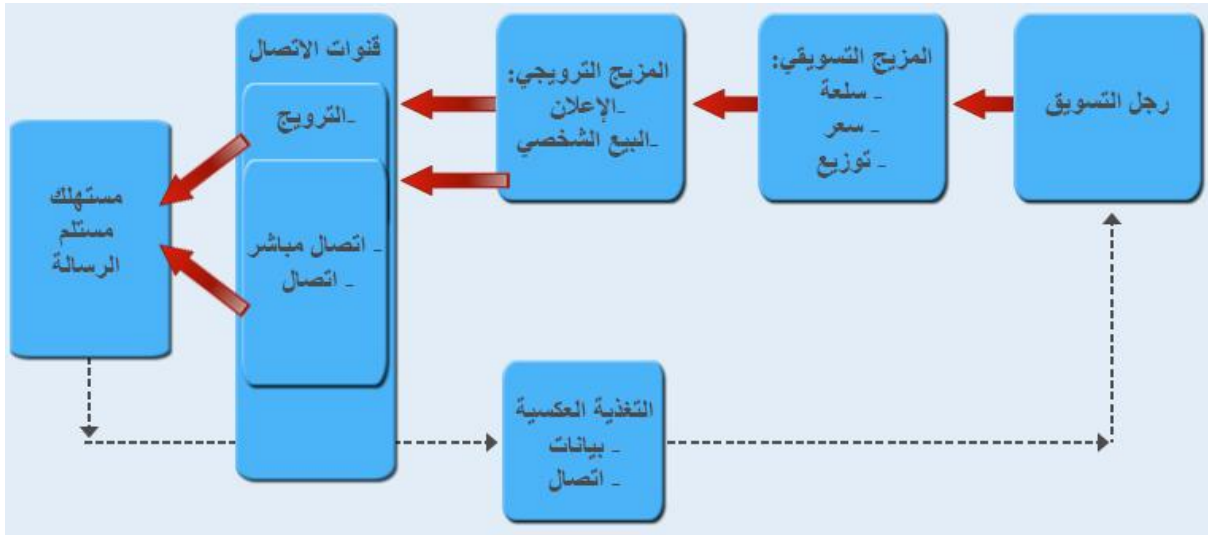 رجل التسويق
المزيج التسويقي:
- سلعة
- سعر
- توزيع
المزيج الترويجي:
-الإعلان
-البيع الشخصي
قنوات الاتصال
-الترويج
- اتصال مباشر
- اتصال
مستهلك
مستلم
الرسالة
التغذية العكسية
- بيانات
- اتصال